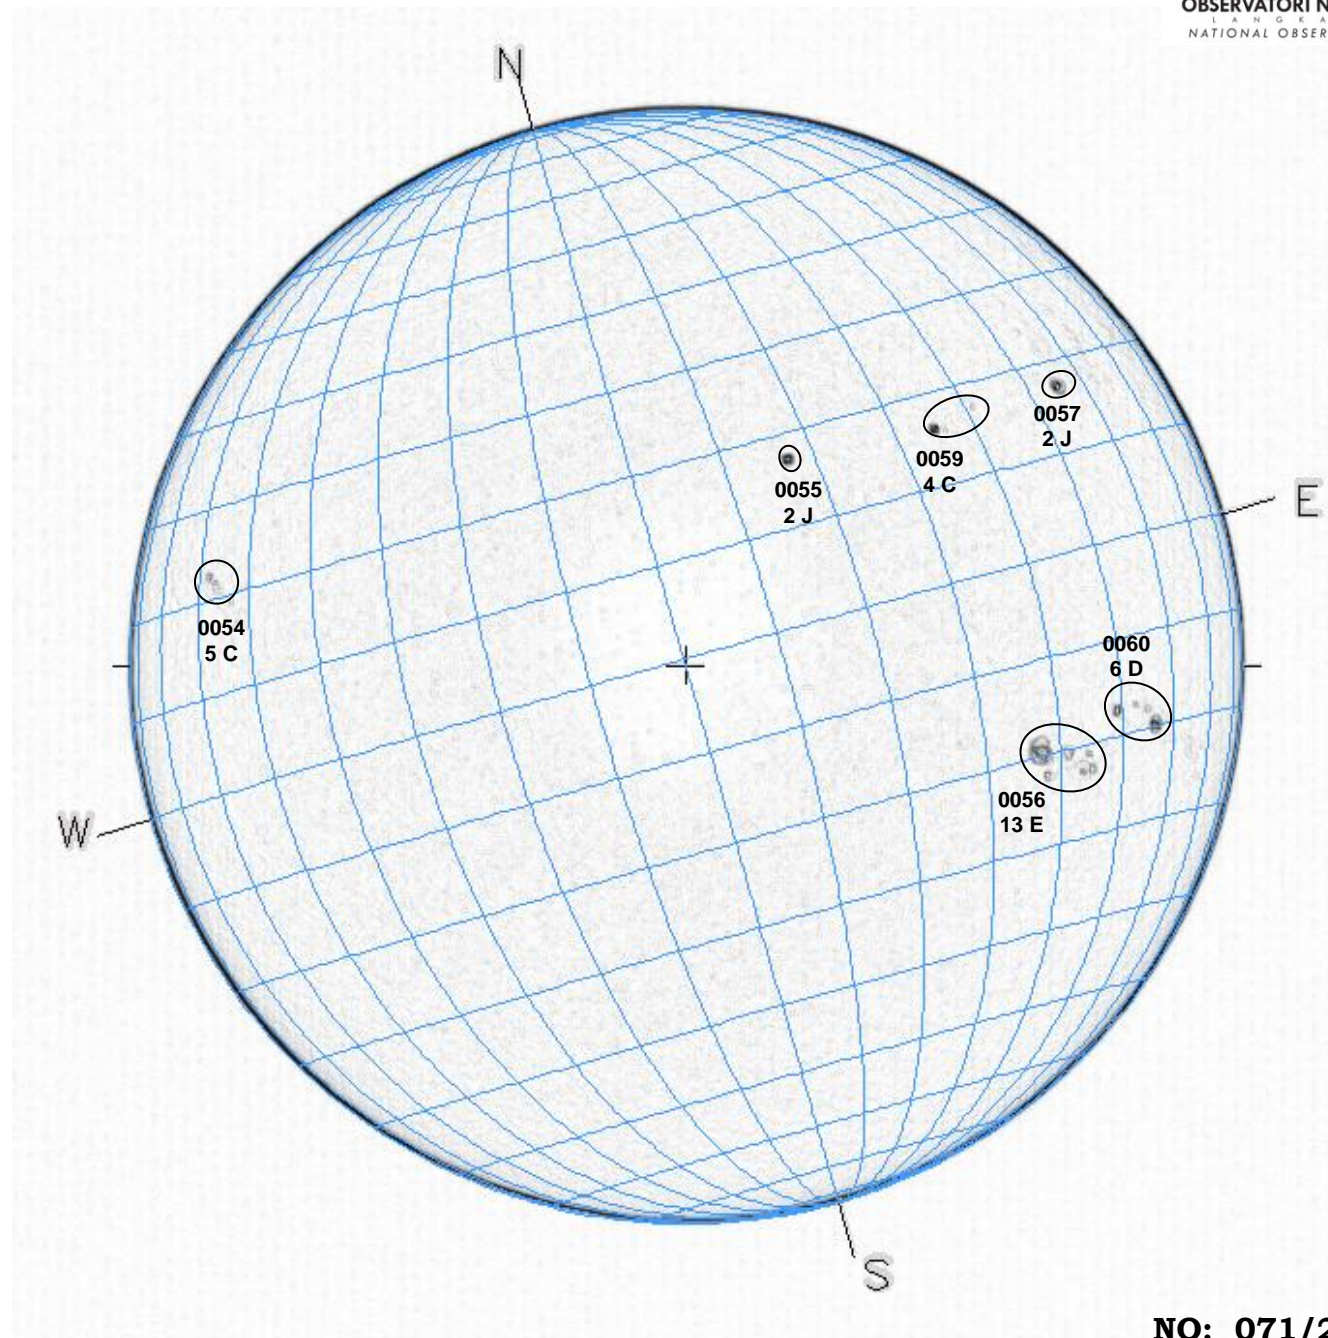 OBSERVATORI N
L A N G K A
NATIONAL OBSER
N
0057
2 J
0059
4 C
0055
2 J
E
0054
5 C
0060
6 D
0056
13 E
W
S
NO: 071/2